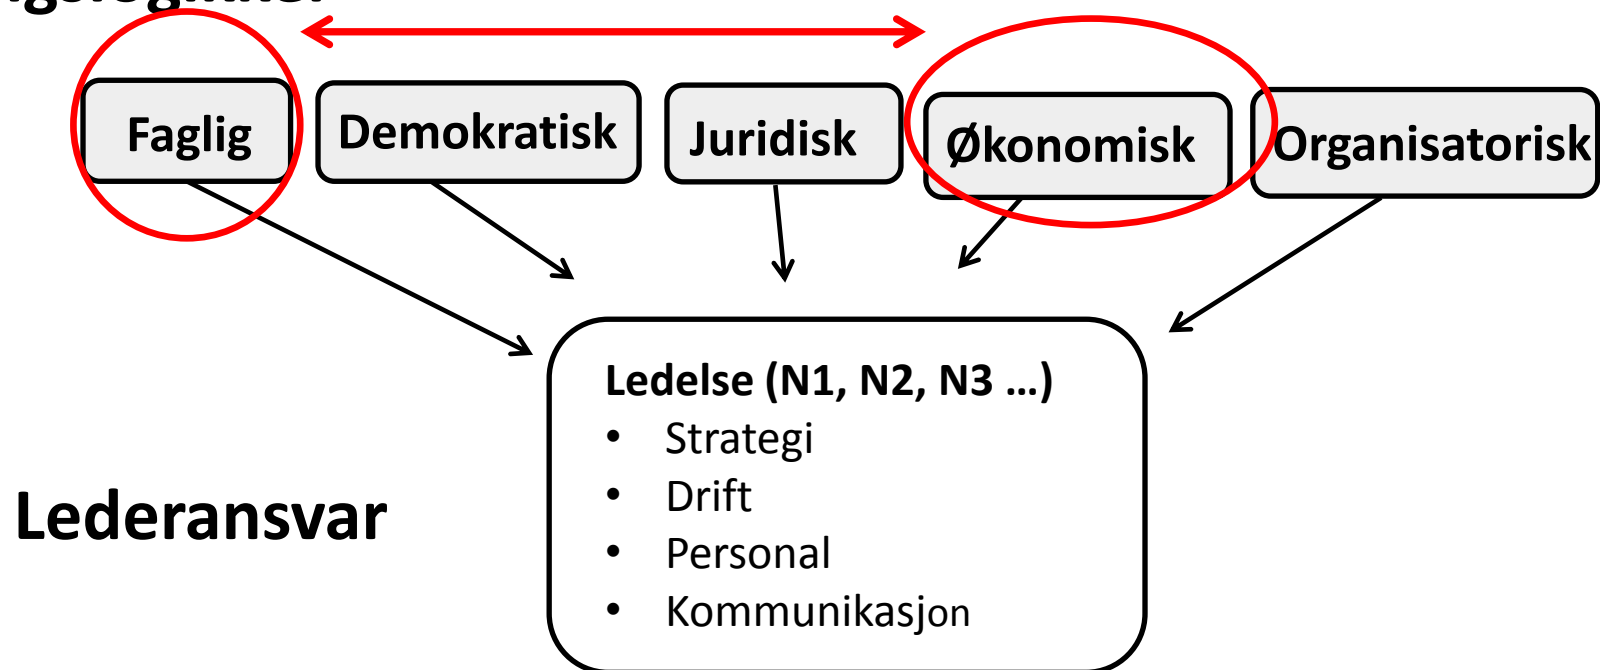 Faglig
Demokratisk
Juridisk
Økonomisk
Organisatorisk
Ledelse (N1, N2, N3 ...)
• Strategi
• Drift
• Personal
• Kommunikasjon
Lederansvar